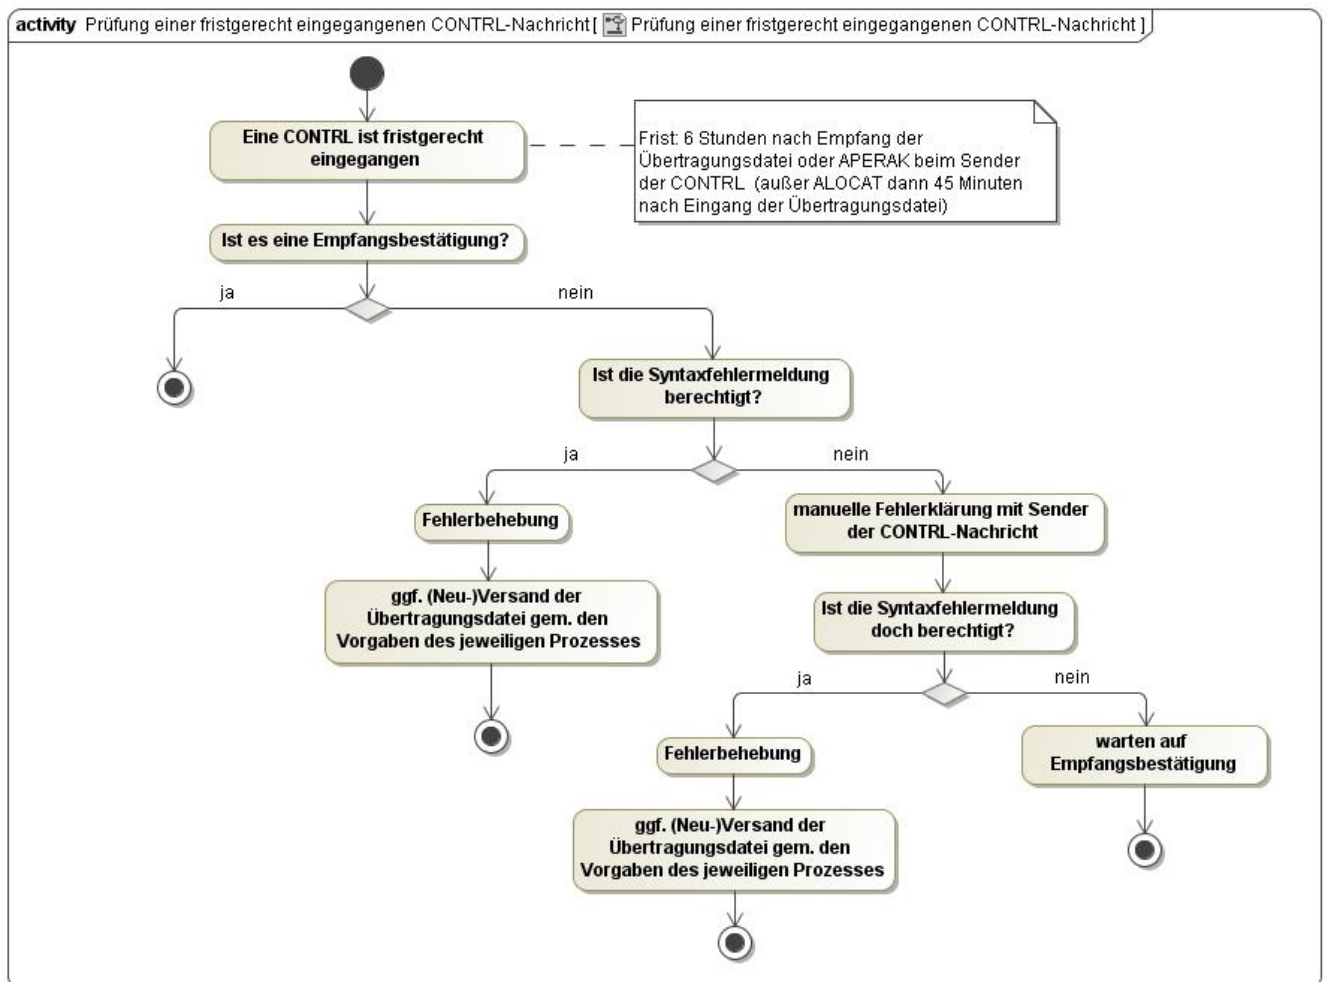 activity Prüfung einer fristgerecht eingegangenen CONTRL-Nachricht [ Prüfung einer fristgerecht eingegangenen CONTRL-Nachricht ]
Eine CONTRL ist fristgerecht
eingegangen
Frist: 6 Stunden nach Empfang der
Übertragungsdatei oder APERAK beim Sender
der CONTRL (außer ALOCAT dann 45 Minuten
nach Eingang der Übertragungsdatei)
Ist es eine Empfangsbestätigung?
ja
nein
Ist die Syntaxfehlermeldung
berechtigt?
ja
nein
Fehlerbehebung
manuelle Fehlerklärung mit Sender
der CONTRL-Nachricht
ggf. (Neu-)Versand der
Übertragungsdatei gem. den
Vorgaben des jeweiligen Prozesses
Ist die Syntaxfehlermeldung
doch berechtigt?
ja
nein
Fehlerbehebung
warten auf
Empfangsbestätigung
ggf. (Neu-)Versand der
Übertragungsdatei gem. den
Vorgaben des jeweiligen Prozesses